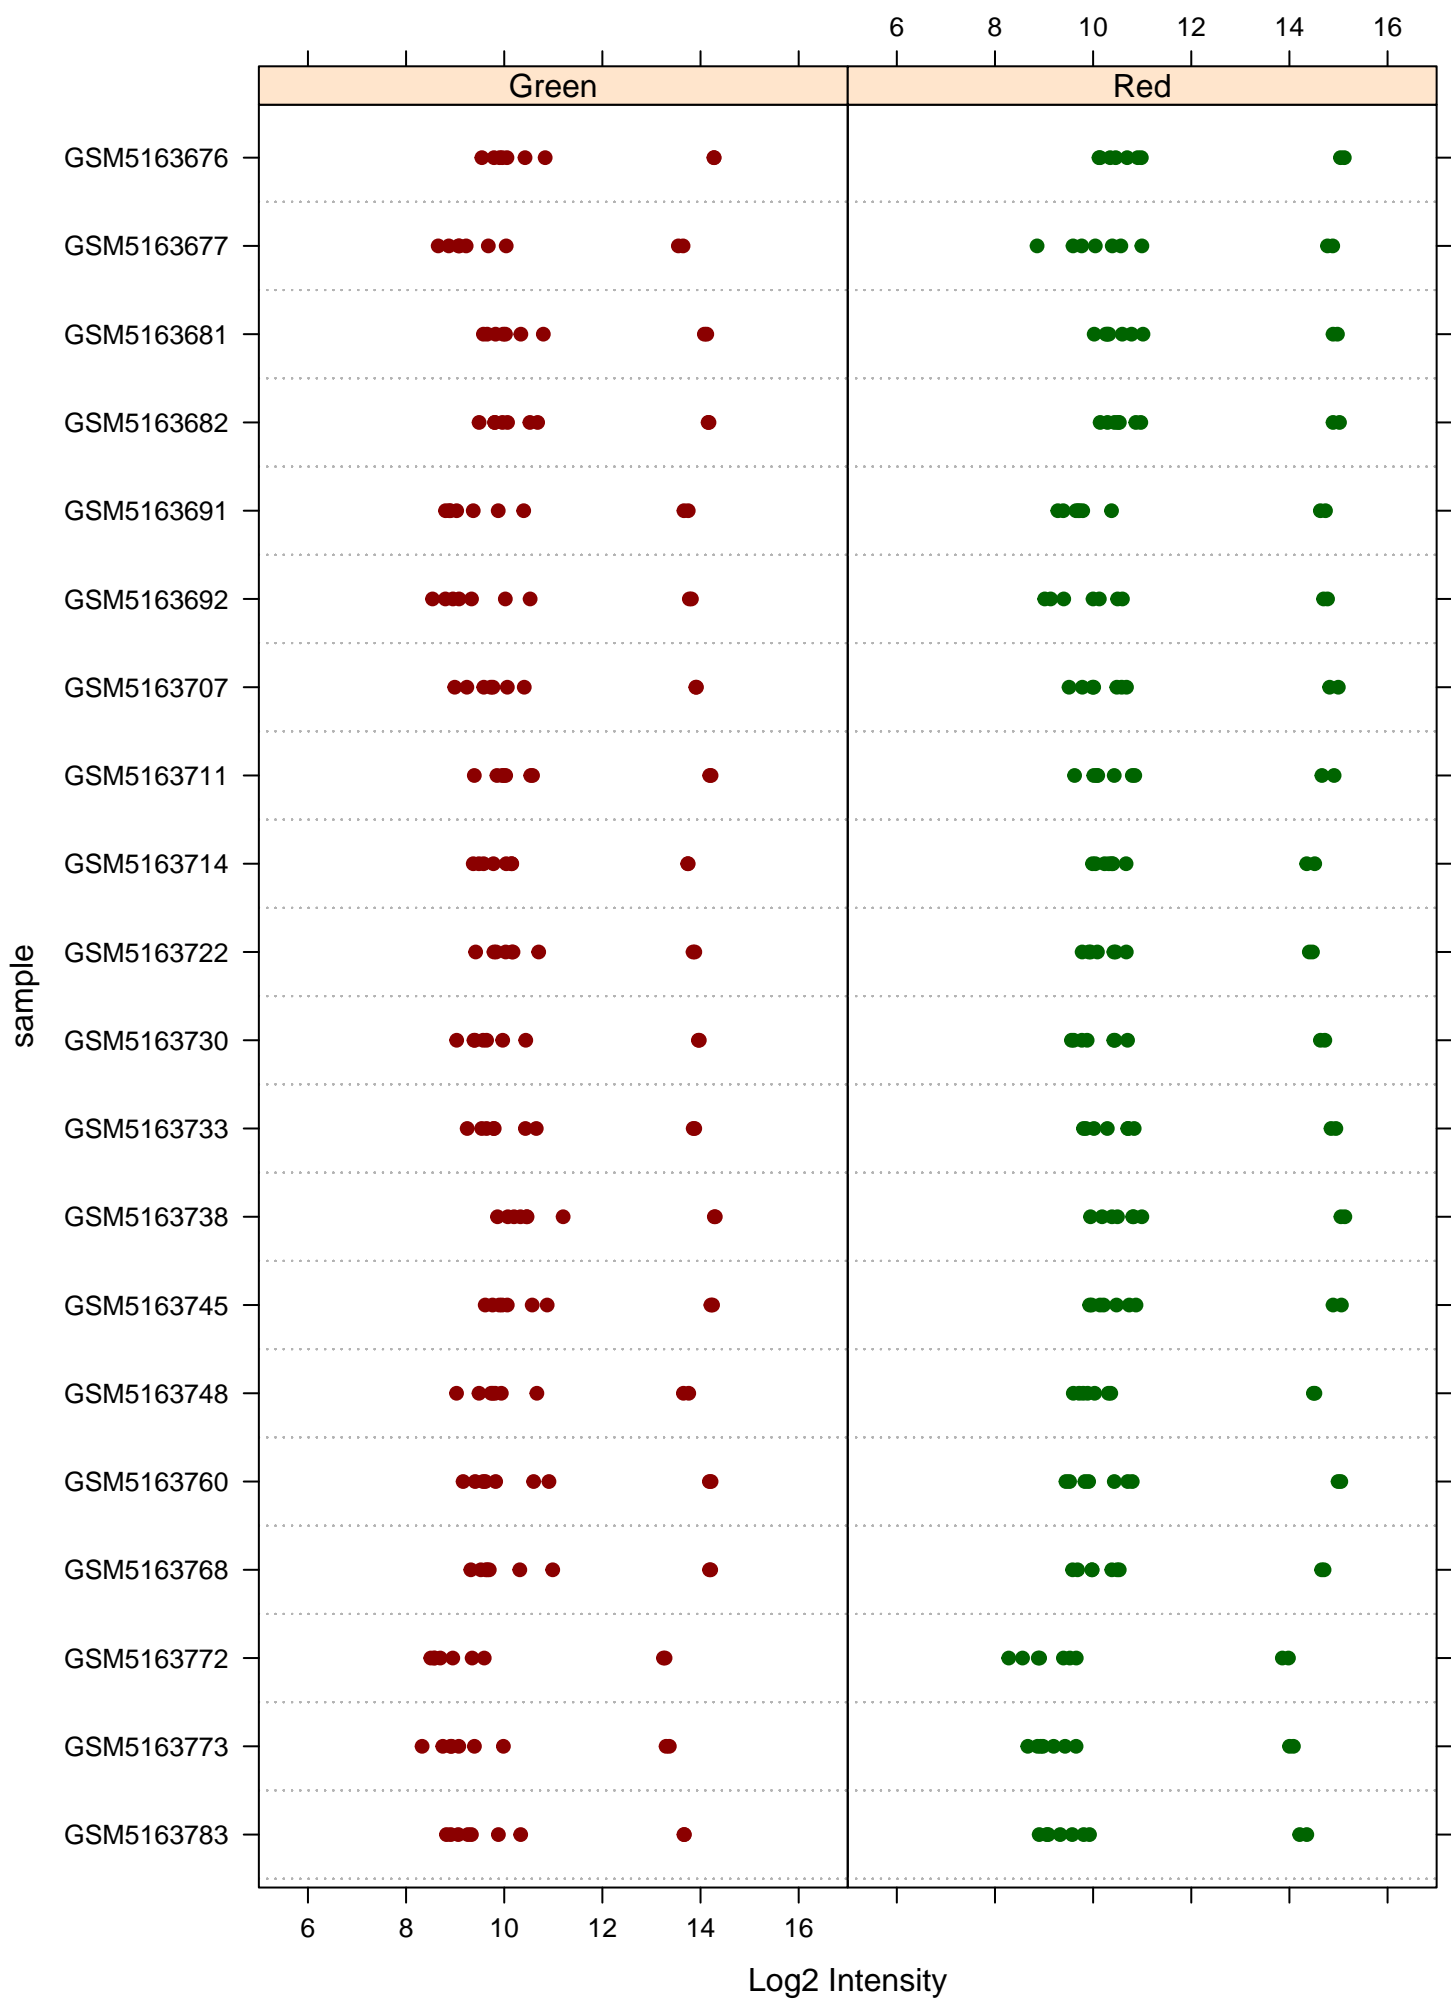 6 8 10 12 14 16
Green Red
GSM5163676
GSM5163677
GSM5163681
GSM5163682
GSM5163691
GSM5163692
GSM5163707
GSM5163711
GSM5163714
GSM5163722
GSM5163730
GSM5163733
GSM5163738
GSM5163745
GSM5163748
GSM5163760
GSM5163768
GSM5163772
GSM5163773
GSM5163783
sample
6 8 10 12 14 16
Log2 Intensity